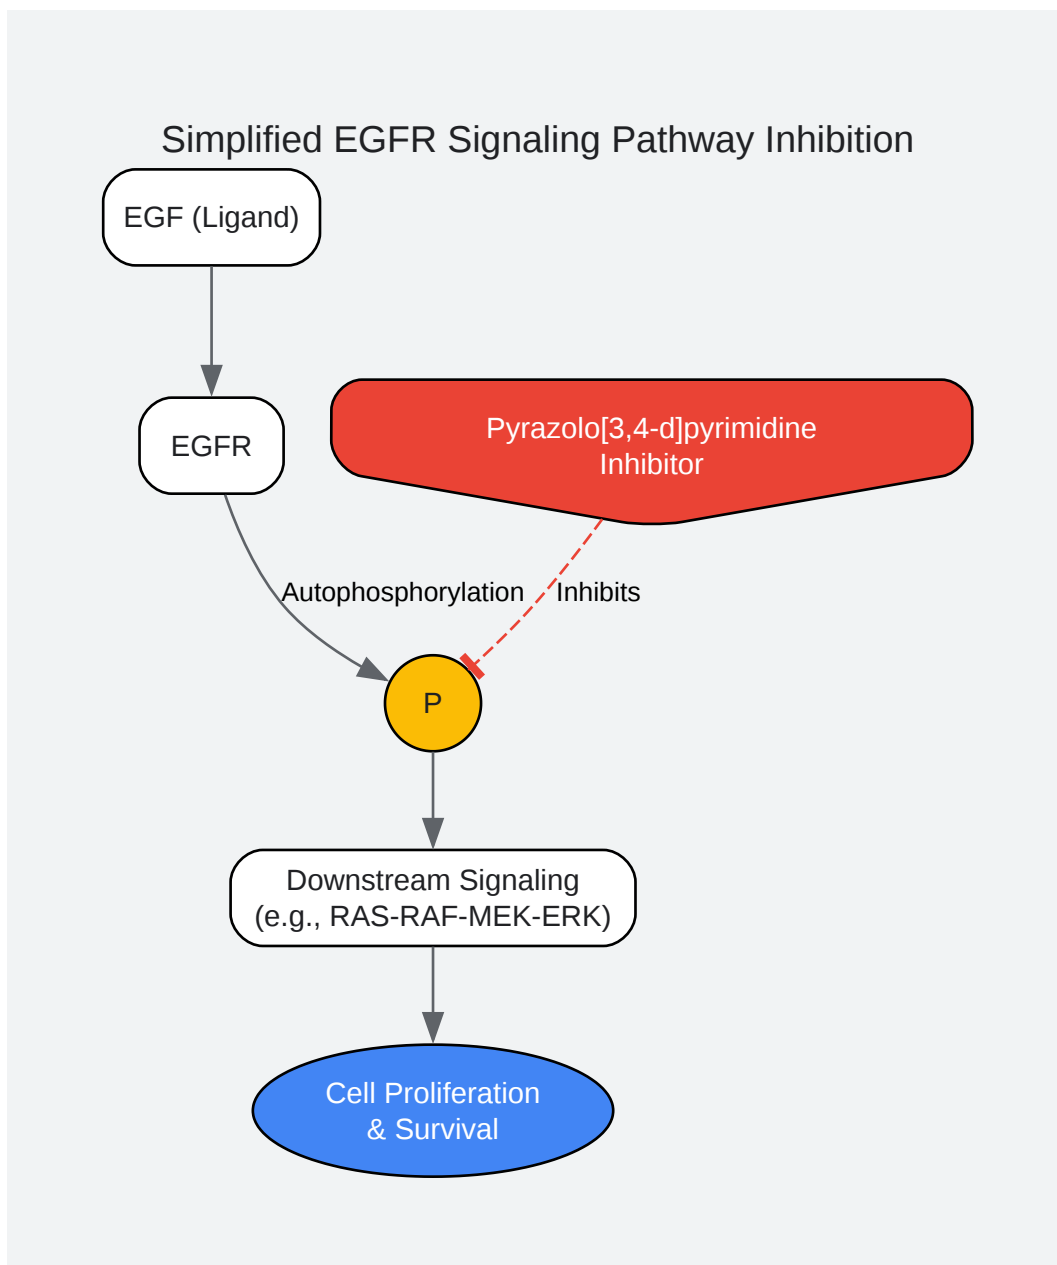 Simplified EGFR Signaling Pathway Inhibition
EGF (Ligand)
EGFR
Pyrazolo[3,4-d]pyrimidine
Inhibitor
Autophosphorylation
Inhibits
P
Downstream Signaling
(e.g., RAS-RAF-MEK-ERK)
Cell Proliferation
& Survival